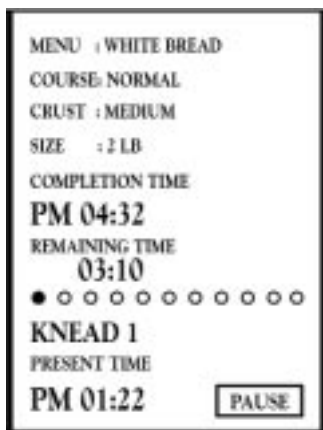 MENU : WHITE BREAD
COURSE: NORMAL
CRUST : MEDIUM
SIZE : 2 LB
COMPLETION TIME
PM 04:32
REMAINING TIME
03:10
KNEAD 1
PRESENT TIME
PM 01:22 PAUSE